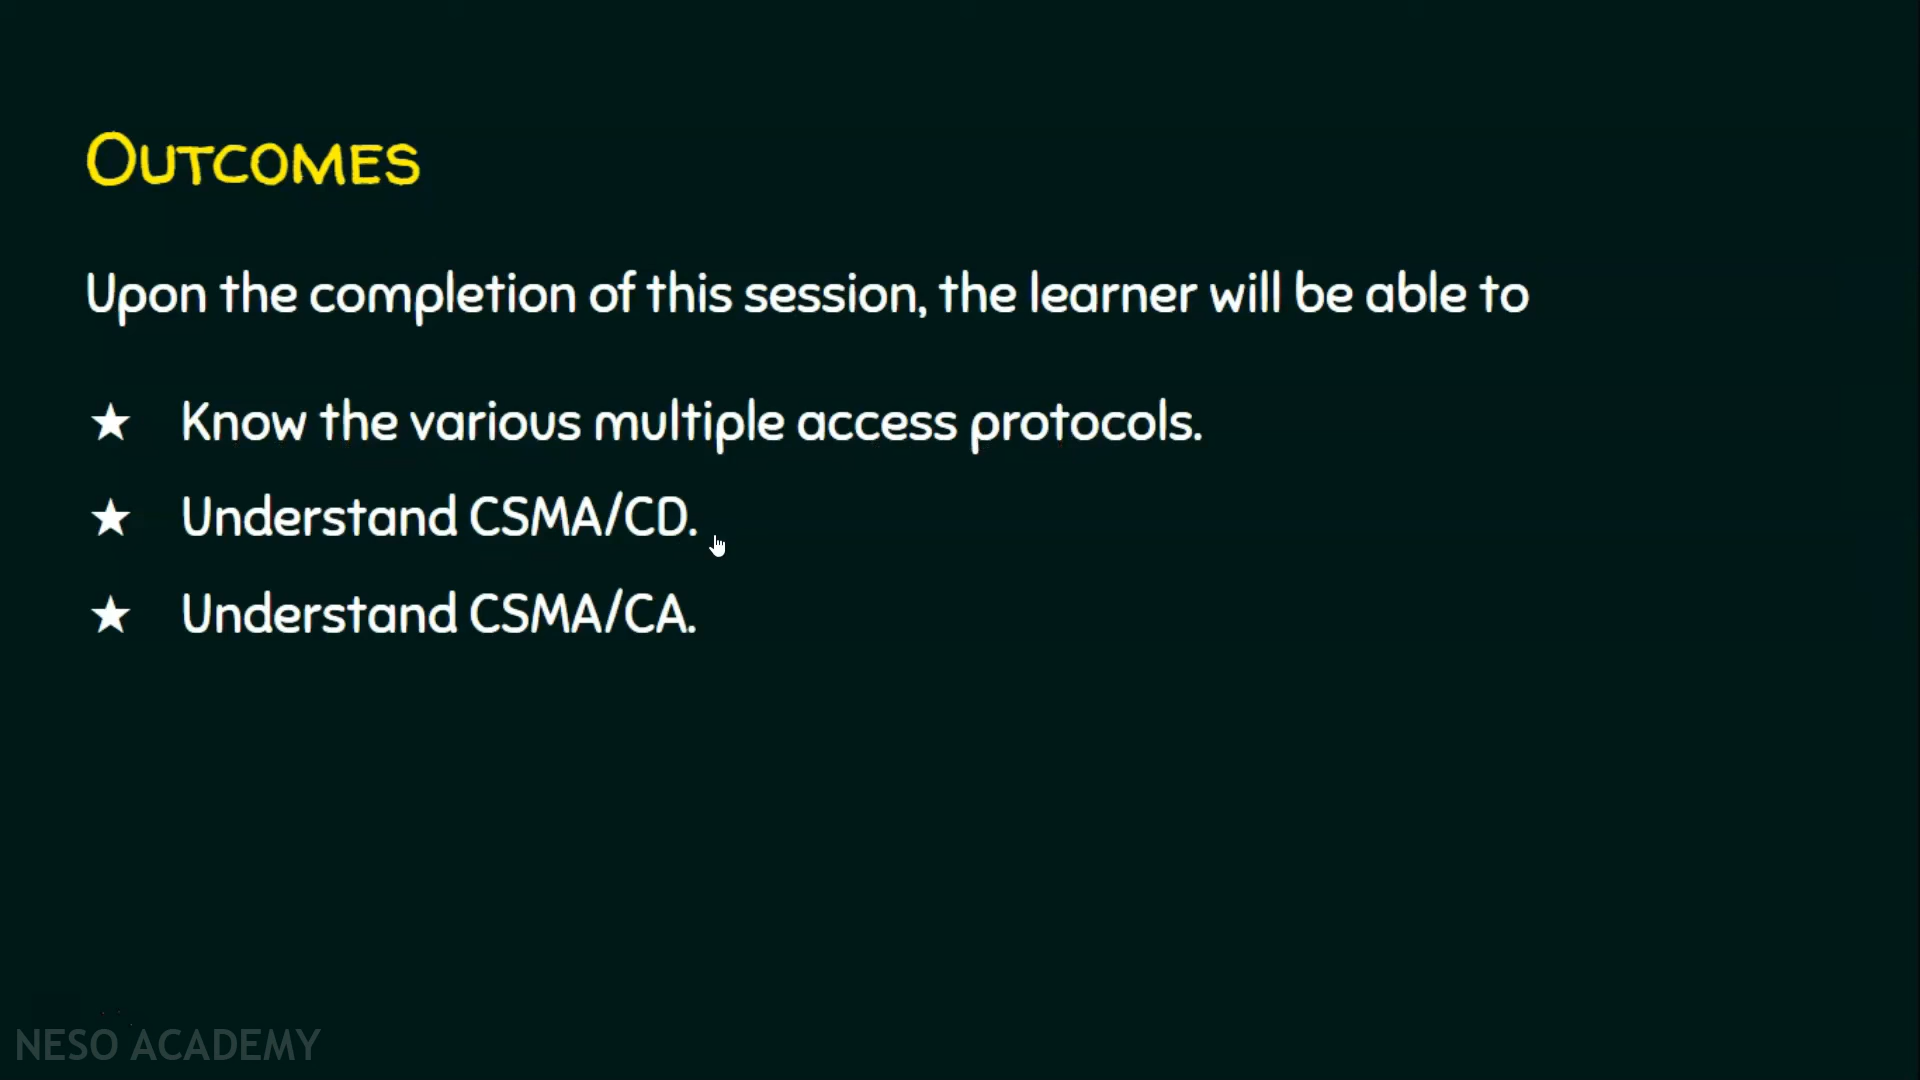 OUTCOMES
Upon the completion of this session, the learner will be able to
★ Know the various multiple access protocols.
★ Understand CSMA/CD.
★ Understand CSMA/CA.
NESO ACADEMY